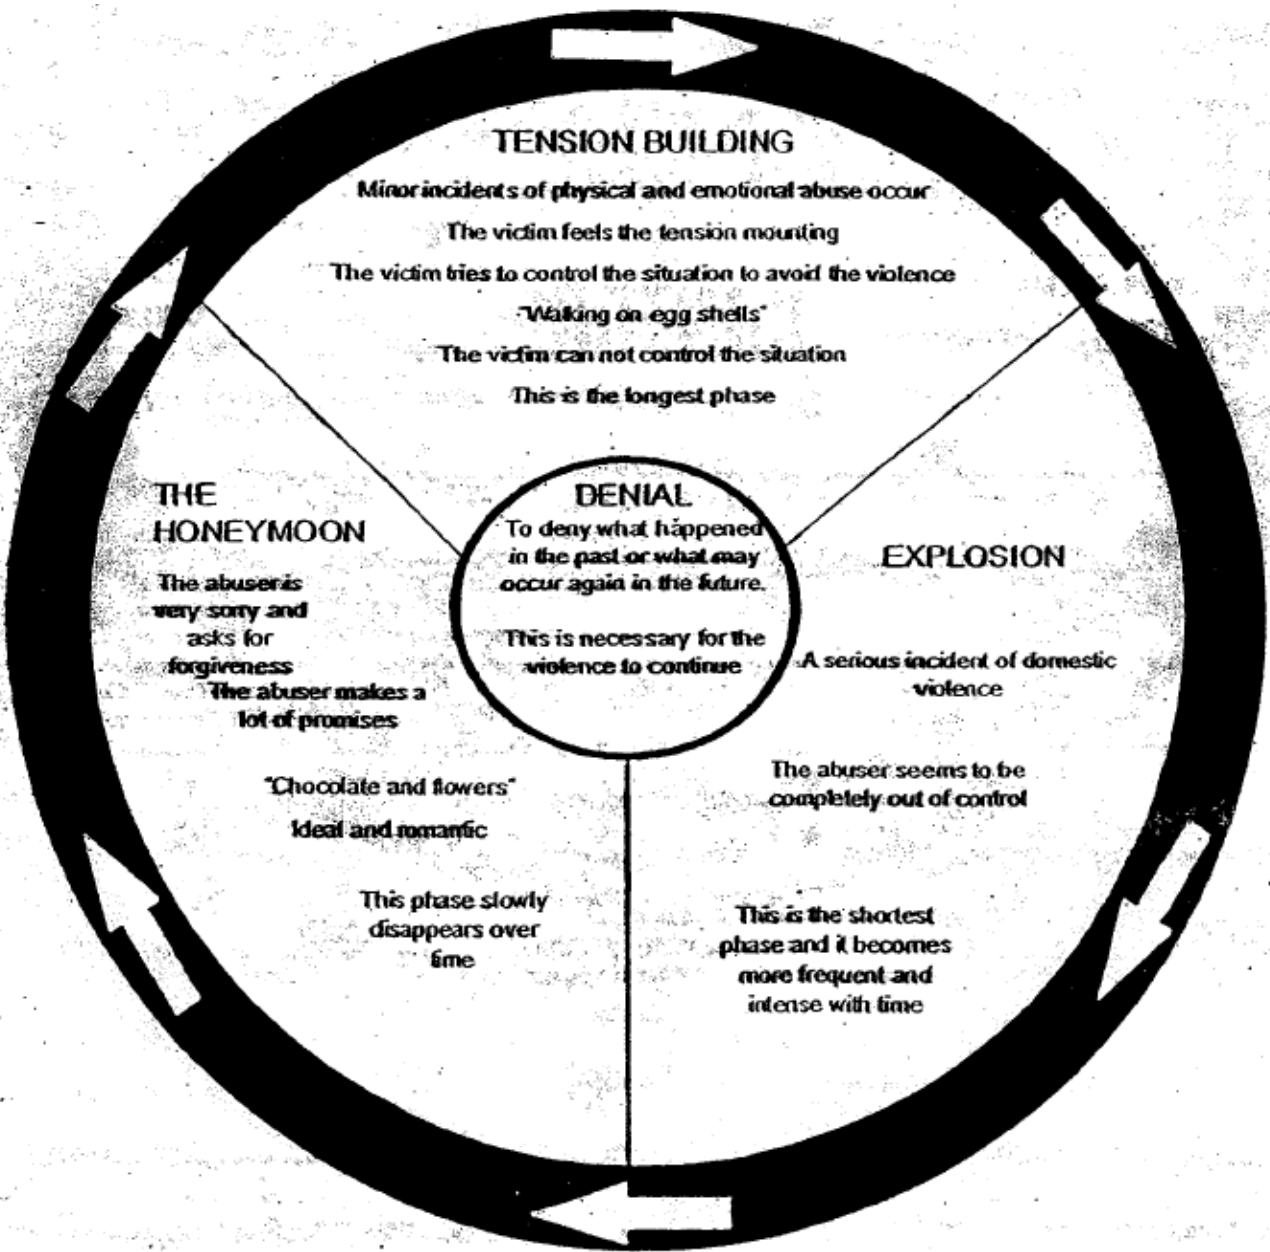 TENSION BUILDING
Minor incidents of physical and emotional abuse occur
The victim feels the tension mounting
The victim tries to control the situation to avoid the violence
"Walking on egg shells"
The victim can not control the situation
This is the longest phase
THE
HONEYMOON
The abuser is
very sorry and
asks for
forgiveness
The abuser makes a
lot of promises
"Chocolate and flowers"
Ideal and romantic
This phase slowly
disappears over
time
DENIAL
To deny what happened
in the past or what may
occur again in the future.
This is necessary for the
violence to continue
EXPLOSION
A serious incident of domestic
violence
The abuser seems to be
completely out of control
This is the shortest
phase and it becomes
more frequent and
intense with time